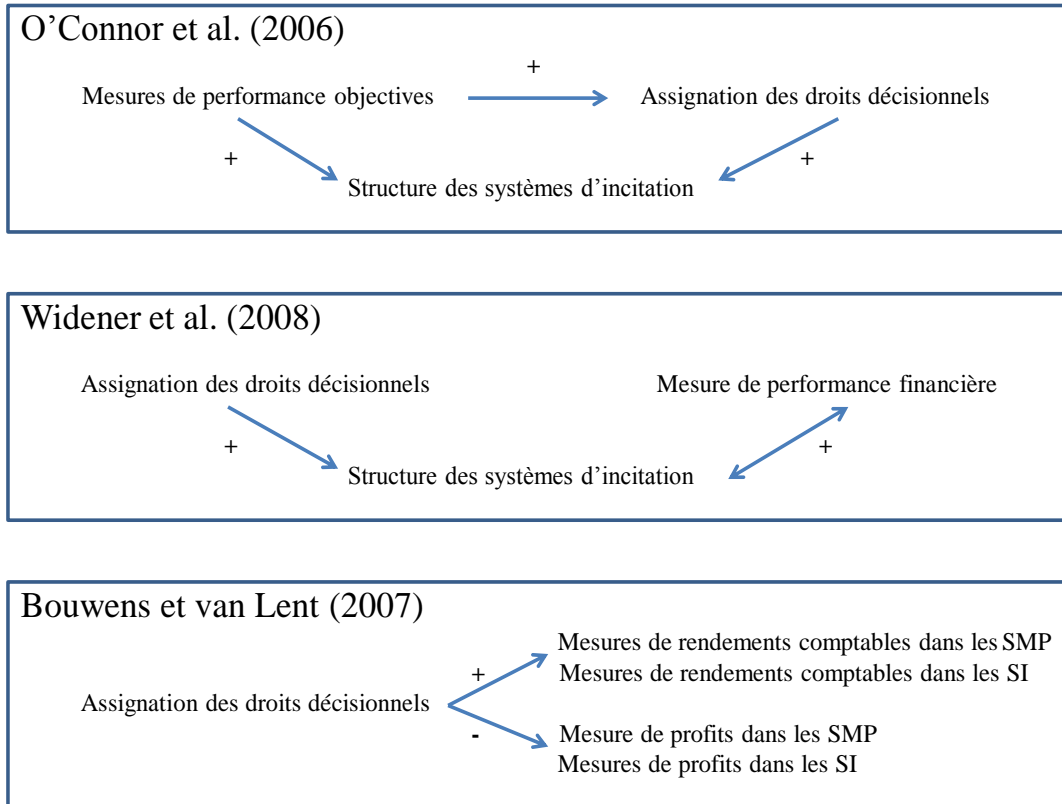 O’Connor et al. (2006)
+
Mesures de performance objectives Assignation des droits décisionnels
+ +
Structure des systèmes d’incitation
Widener et al. (2008)
Assignation des droits décisionnels Mesure de performance financière
+ +
Structure des systèmes d’incitation
Bouwens et van Lent (2007)
Mesures de rendements comptables dans les SMP
+ Mesures de rendements comptables dans les SI
Assignation des droits décisionnels
- Mesure de profits dans les SMP
Mesures de profits dans les SI